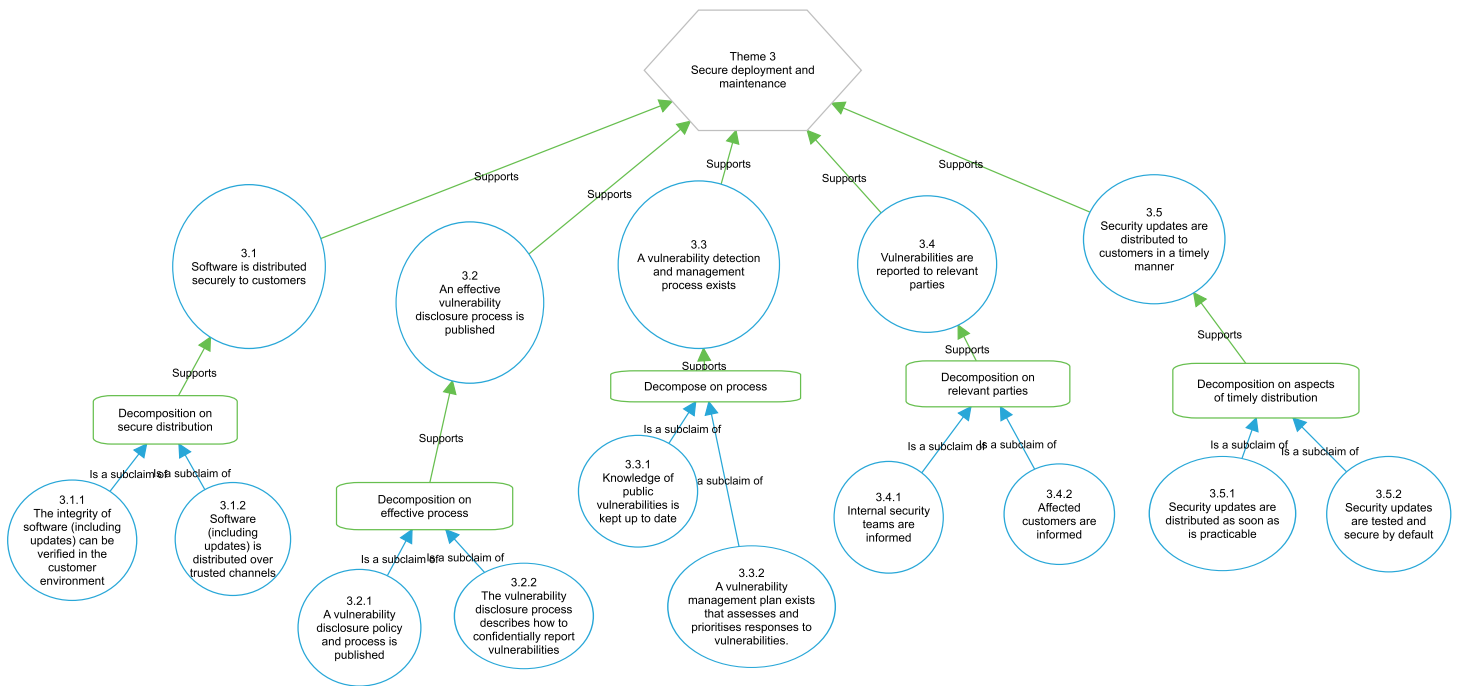 Theme 3
Secure deployment and
maintenance
Supports
Supports
Supports
Supports
Supports
3.1
Software is distributed
securely to customers
3.2
An effective
vulnerability
disclosure process is
published
3.3
A vulnerability detection
and management
process exists
3.4
Vulnerabilities are
reported to relevant
parties
3.5
Security updates are
distributed to
customers in a timely
manner
Supports
Supports
Supports
Supports
Supports
Decomposition on
secure distribution
Decomposition on
effective process
Decompose on process
Decomposition on
relevant parties
Decomposition on aspects
of timely distribution
Is a subclaim of
Is a subclaim of
Is a subclaim of
Is a subclaim of
Is a subclaim of
a subclaim of
Is a subclaim of
Is a subclaim of
Is a subclaim of
Is a subclaim of
3.1.1
The integrity of
software (including
updates) can be
verified in the
customer
environment
3.1.2
Software
(including
updates) is
distributed over
trusted channels
3.2.1
A vulnerability
disclosure policy
and process is
published
3.2.2
The vulnerability
disclosure process
describes how to
confidentially report
vulnerabilities
3.3.1
Knowledge of
public
vulnerabilities is
kept up to date
3.3.2
A vulnerability
management plan exists
that assesses and
prioritises responses to
vulnerabilities.
3.4.1
Internal security
teams are
informed
3.4.2
Affected
customers are
informed
3.5.1
Security updates are
distributed as soon as
is practicable
3.5.2
Security updates
are tested and
secure by default